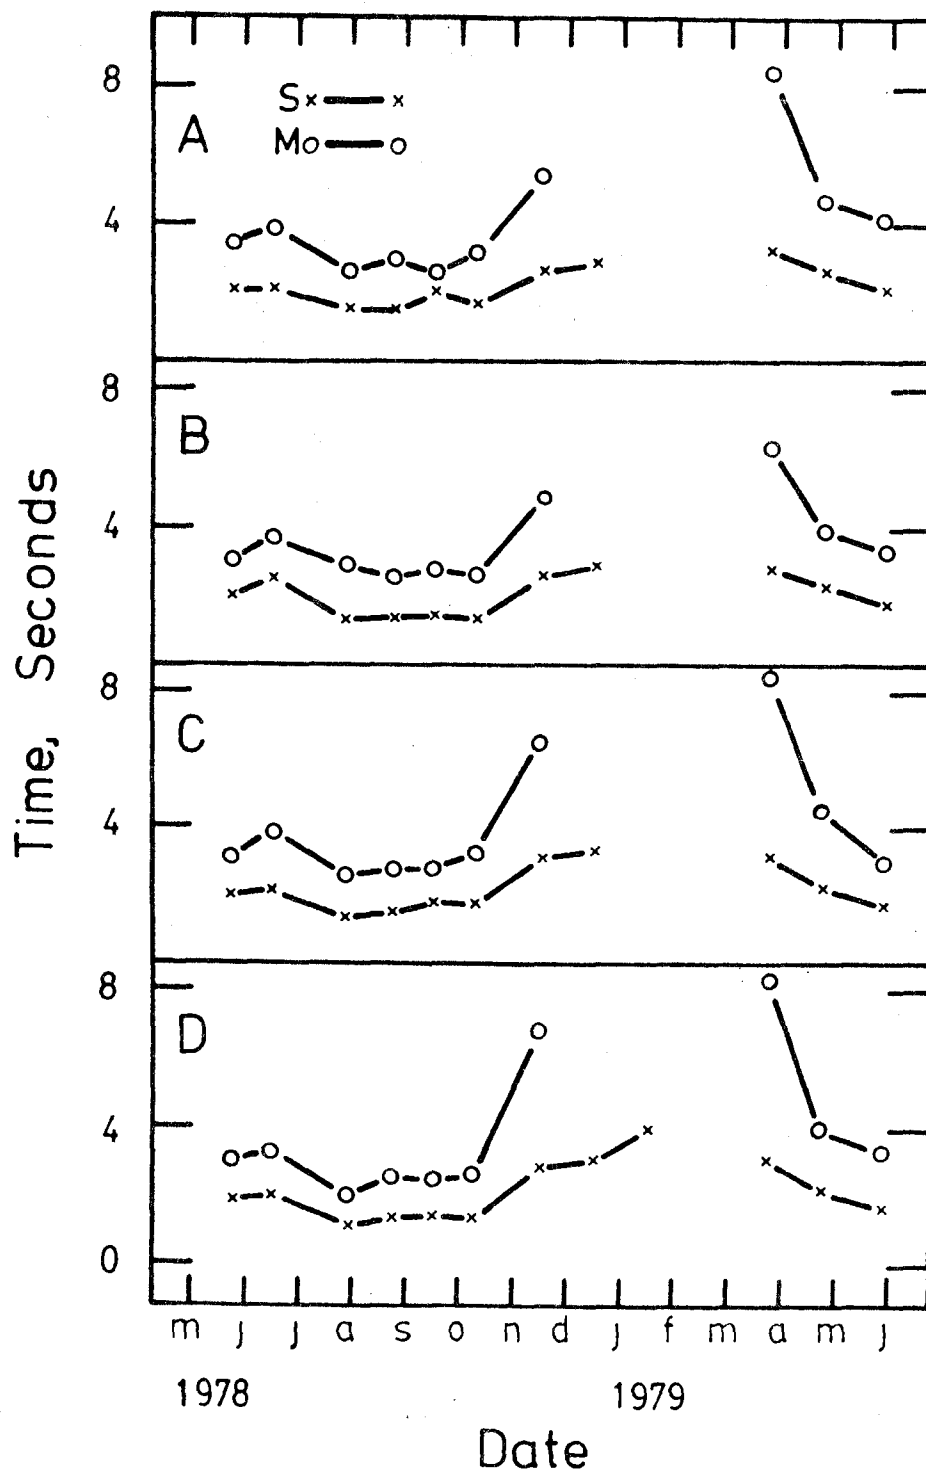 8
S x — x
A
Mo — o
4
8
B
4
8
C
4
8
D
4
0
m j j a s o n d j f m a m j
1978 1979
Time, Seconds
Date